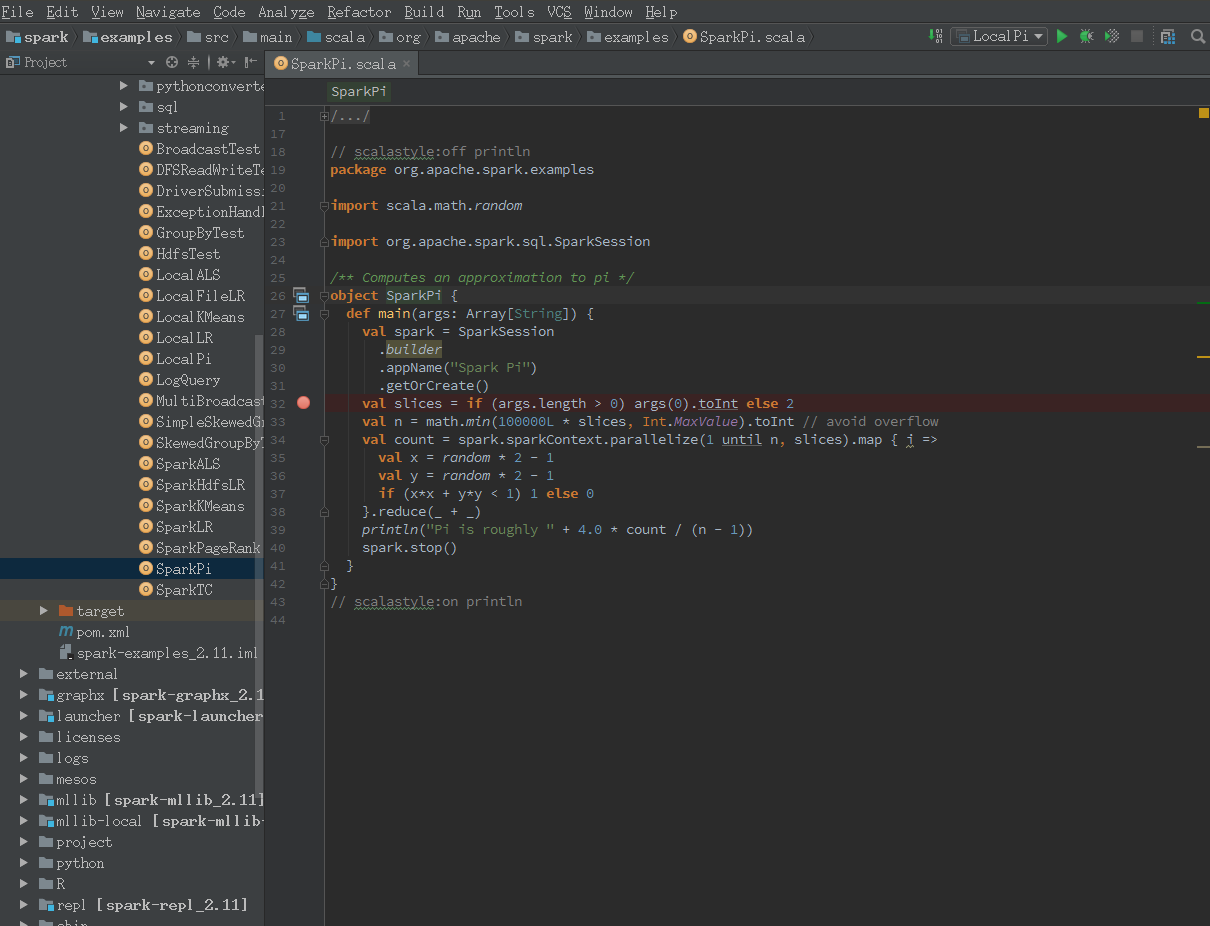 File Edit View Navigate Code Analyze Refactor Build Run Tools VCS Window Help
spark examples src main scala org apache spark examples SparkPi.scala LocalPi
Project
SparkPi.scala
SparkPi
pythonconverte
sql
streaming
BroadcastTest
DFSReadWriteTe
DriverSubmissi
ExceptionHandl
GroupByTest
HdfsTest
LocalALS
LocalFileLR
LocalKMeans
LocalLR
LocalPi
LogQuery
MultiBroadcast
SimpleSkewedGr
SkewedGroupByT
SparkALS
SparkHdfsLR
SparkKMeans
SparkLR
SparkPageRank
SparkPi
SparkTC
target
pom.xml
spark-examples_2.11.iml
external
graphx [spark-graphx_2.1
launcher [spark-launcher
licenses
logs
mesos
mllib [spark-mllib_2.11]
mllib-local [spark-mllib-
project
python
R
repl [spark-repl_2.11]
1 /.../
17
18 // scalastyle:off println
19 package org.apache.spark.examples
20
21 import scala.math.random
22
23 import org.apache.spark.sql.SparkSession
24
25 /** Computes an approximation to pi */
26 object SparkPi {
27 def main(args: Array[String]) {
28 val spark = SparkSession
29 .builder
30 .appName("Spark Pi")
31 .getOrCreate()
32 val slices = if (args.length > 0) args(0).toInt else 2
33 val n = math.min(100000L * slices, Int.MaxValue).toInt // avoid overflow
34 val count = spark.sparkContext.parallelize(1 until n, slices).map { i =>
35 val x = random * 2 - 1
36 val y = random * 2 - 1
37 if (x*x + y*y < 1) 1 else 0
38 }.reduce(_ + _)
39 println("Pi is roughly " + 4.0 * count / (n - 1))
40 spark.stop()
41 }
42 }
43 // scalastyle:on println
44